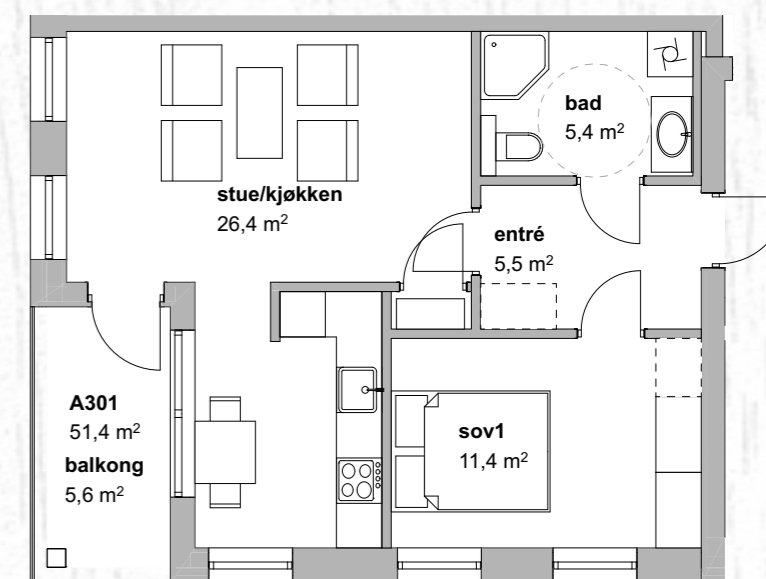 bad
5,4 m²
stue/kjøkken
26,4 m²
entré
5,5 m²
A301
51,4 m²
balkong
5,6 m²
sov1
11,4 m²